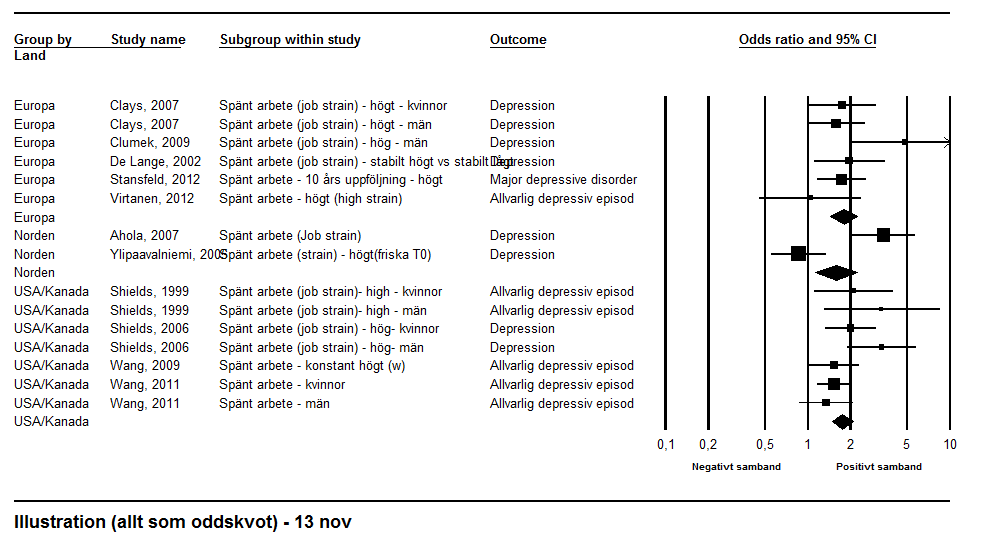 Group by Study name Subgroup within study Outcome Odds ratio and 95% CI
Land
Europa Clays, 2007 Spänt arbete (job strain) - högt - kvinnor Depression
Europa Clays, 2007 Spänt arbete (job strain) - högt - män Depression
Europa Clumek, 2009 Spänt arbete (job strain) - hög - män Depression
Europa De Lange, 2002 Spänt arbete (job strain) - stabilt högt vs stabilt lågt Depression
Europa Stansfeld, 2012 Spänt arbete - 10 års uppföljning - högt Major depressive disorder
Europa Virtanen, 2012 Spänt arbete - högt (high strain) Allvarlig depressiv episod
Europa
Norden Ahola, 2007 Spänt arbete (Job strain) Depression
Norden Ylipaavalniemi, Spänt arbete (strain) - högt(friska T0) Depression
Norden
USA/Kanada Shields, 1999 Spänt arbete (job strain)- high - kvinnor Allvarlig depressiv episod
USA/Kanada Shields, 1999 Spänt arbete (job strain)- high - män Allvarlig depressiv episod
USA/Kanada Shields, 2006 Spänt arbete (job strain) - hög- kvinnor Depression
USA/Kanada Shields, 2006 Spänt arbete (job strain) - hög- män Depression
USA/Kanada Wang, 2009 Spänt arbete - konstant högt (w) Allvarlig depressiv episod
USA/Kanada Wang, 2011 Spänt arbete - kvinnor Allvarlig depressiv episod
USA/Kanada Wang, 2011 Spänt arbete - män Allvarlig depressiv episod
USA/Kanada
0,1 0,2 0,5 1 2 5 10
Negativt samband Positivt samband
Illustration (allt som oddskvot) - 13 nov